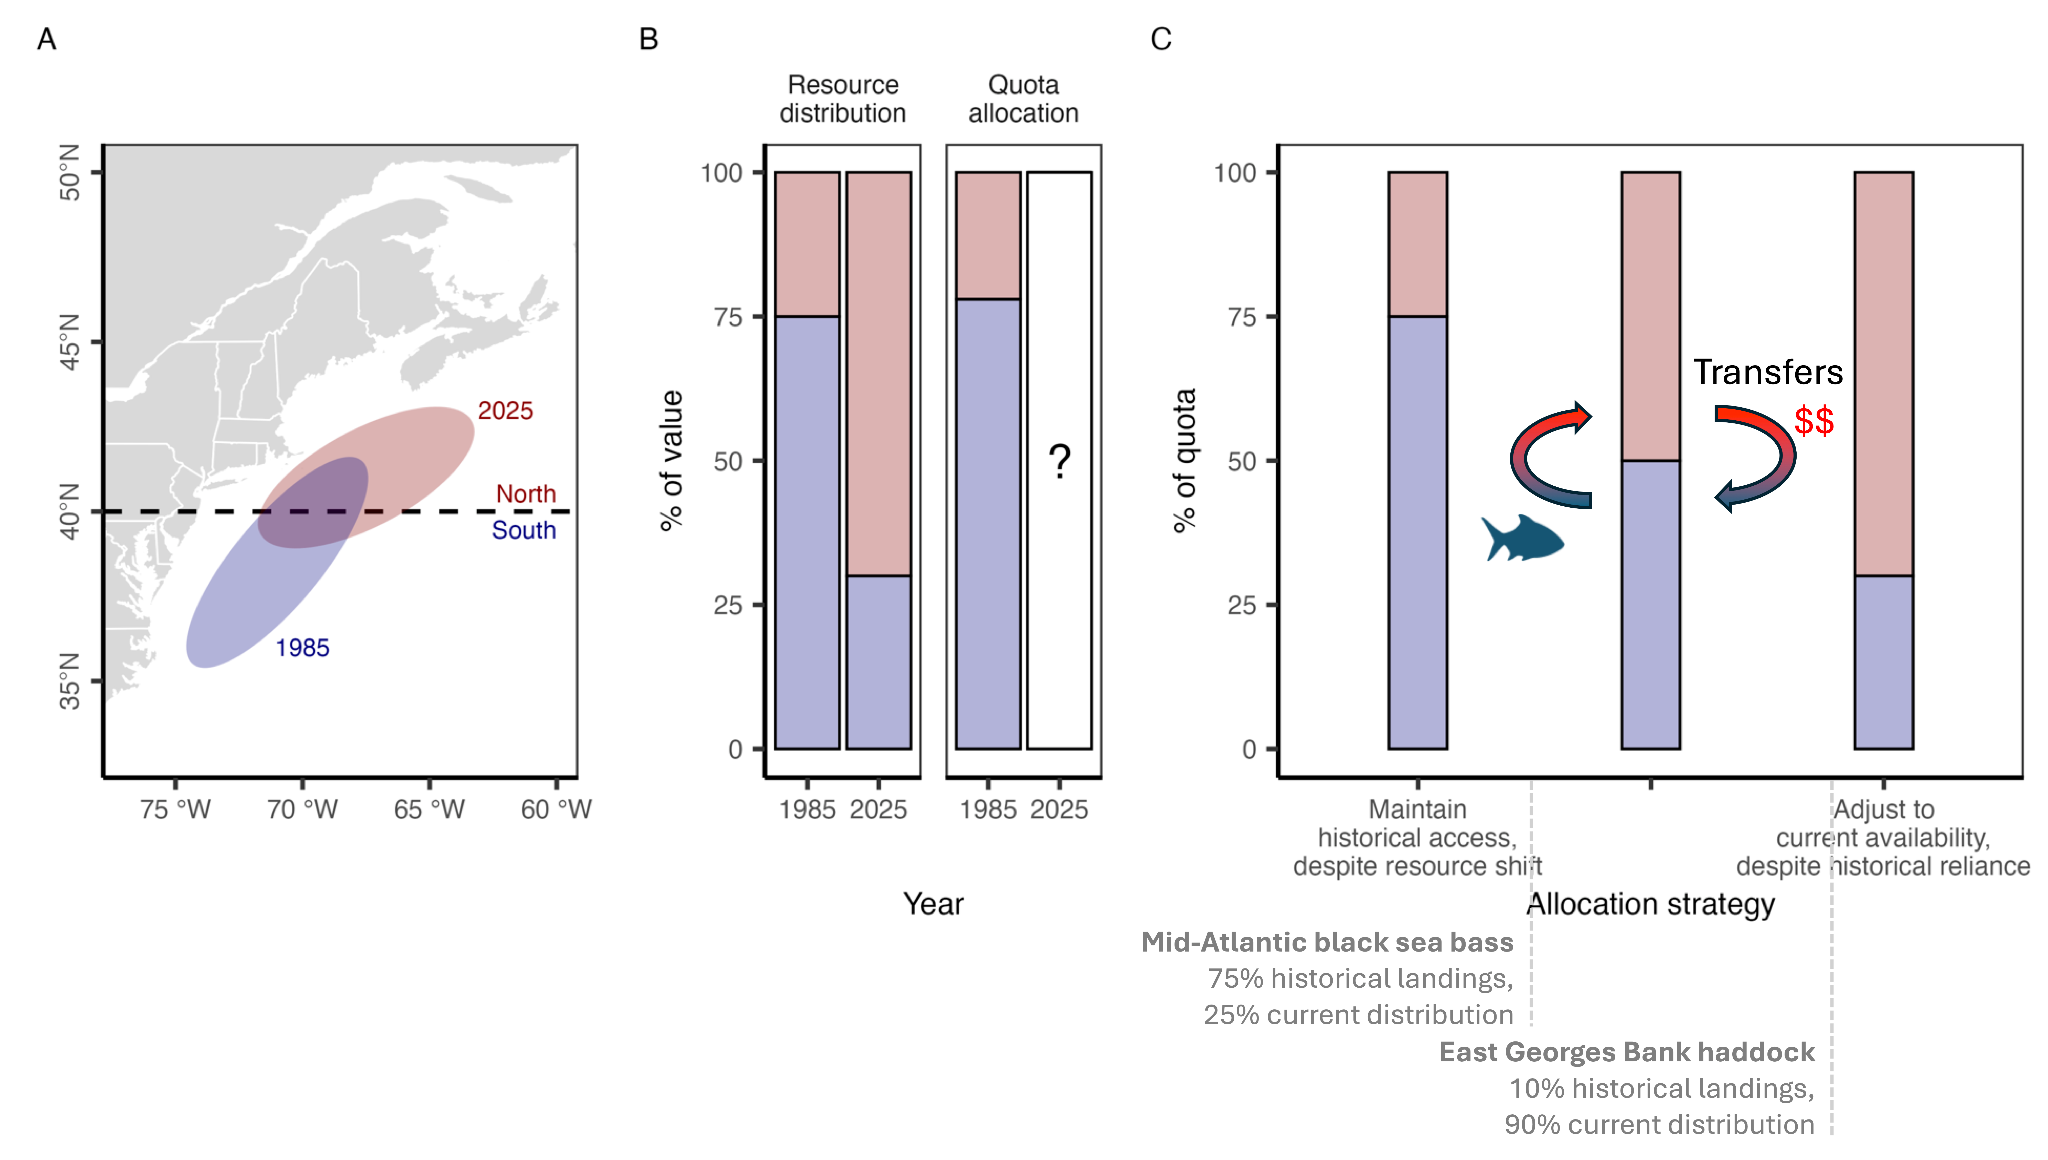 A
50°N
45°N
40°N
35°N
2025
North
South
1985
75 °W
70 °W
65 °W
60 °W
B
Resource
distribution
Quota
allocation
% of value
100
75
50
25
0
?
1985
2025
1985
2025
Year
C
% of quota
100
75
50
25
0
Transfers
$$
Maintain
historical access,
despite resource shift
Adjust to
current availability,
despite historical reliance
Allocation strategy
Mid-Atlantic black sea bass
75% historical landings,
25% current distribution
East Georges Bank haddock
10% historical landings,
90% current distribution